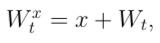 W_t^x = x + W_t,